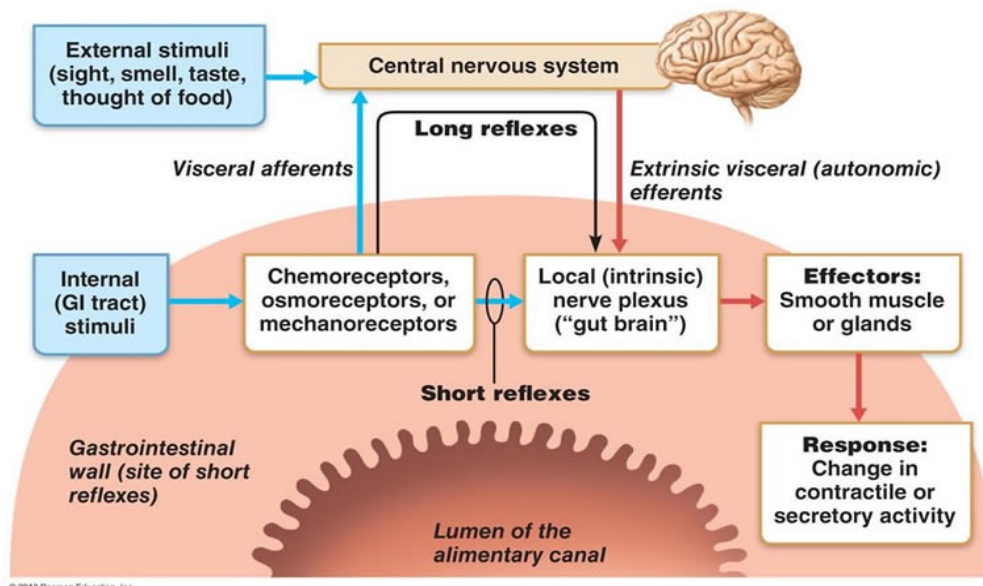 External stimuli
(sight, smell, taste,
thought of food)
Central nervous system
Long reflexes
Visceral afferents
Extrinsic visceral (autonomic)
efferents
Internal
(GI tract)
stimuli
Chemoreceptors,
osmoreceptors, or
mechanoreceptors
Local (intrinsic)
nerve plexus
(“gut brain”)
Effectors:
Smooth muscle
or glands
Short reflexes
Gastrointestinal
wall (site of short
reflexes)
Response:
Change in
contractile or
secretory activity
Lumen of the
alimentary canal